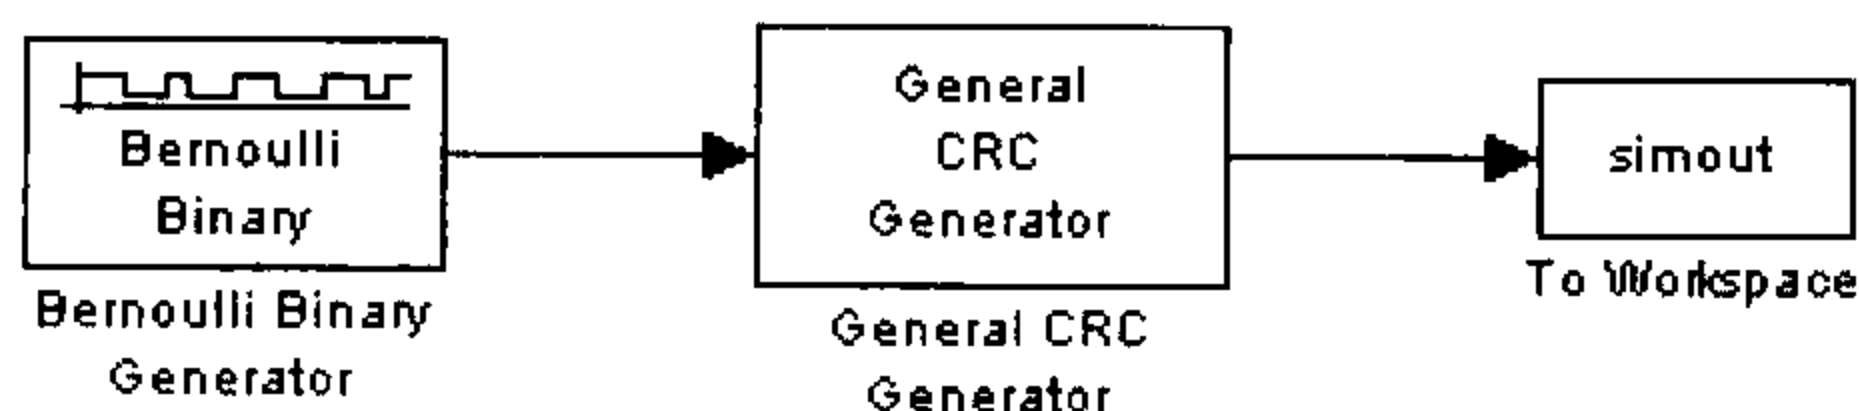 Bernoulli
Binary
Bernoulli Binary
Generator
General
CRC
Generator
General CRC
Generator
simout
To Workspace